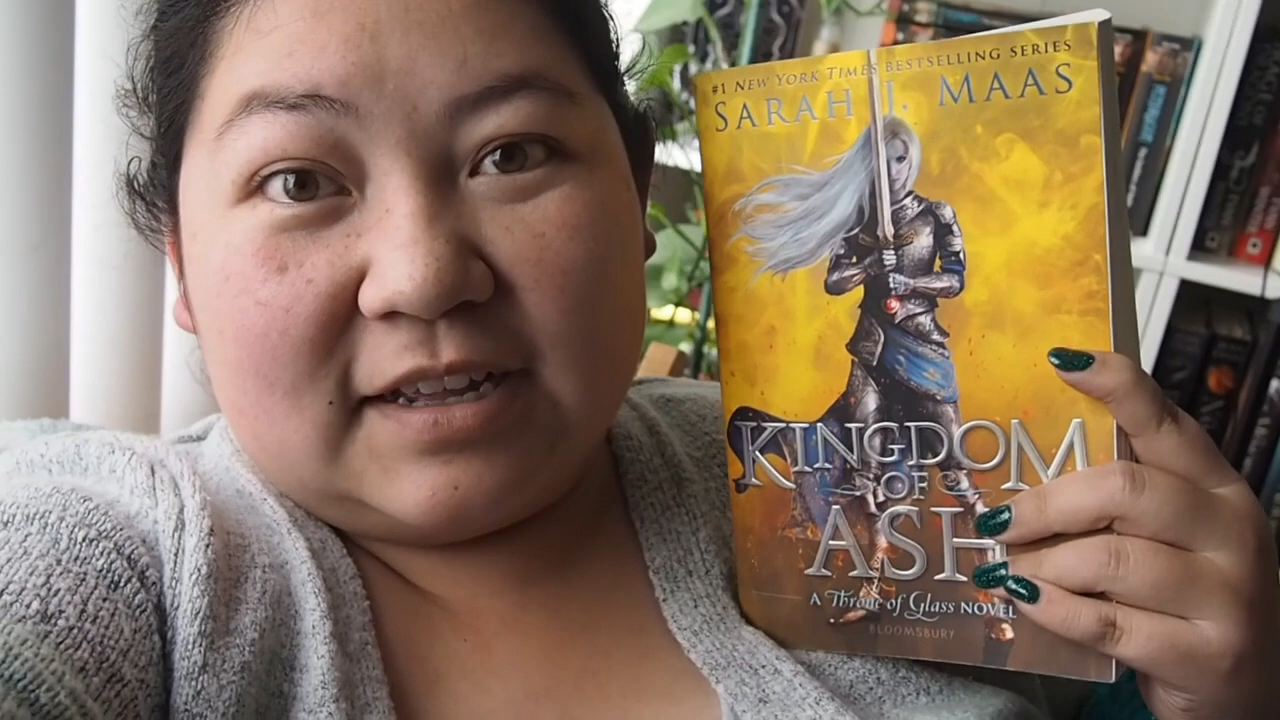 #1 NEW YORK TIMES BESTSELLING SERIES
SARAH J. MAAS
KINGDOM
OF
ASH
A Throne of Glass NOVEL
BLOOMSBURY